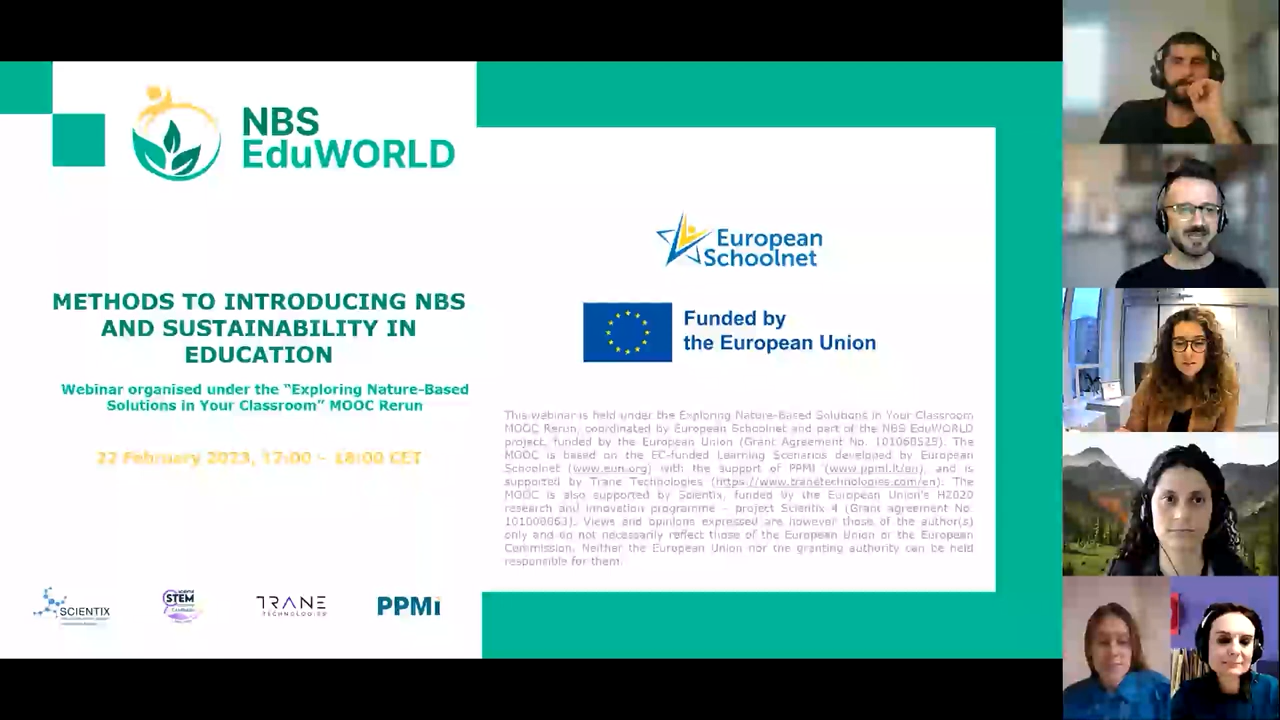 NBS
EduWORLD
European
Schoolnet
METHODS TO INTRODUCING NBS
AND SUSTAINABILITY IN
EDUCATION
Webinar organised under the “Exploring Nature-Based
Solutions in Your Classroom” MOOC Rerun
22 February 2023, 17:00 – 18:00 CET
Funded by
the European Union
This webinar is held under the Exploring Nature-Based Solutions in Your Classroom
MOOC Rerun, coordinated by European Schoolnet and part of the NBS EduWORLD
project, funded by the European Union (Grant Agreement No. 101060525). The
MOOC is based on the EC-funded Learning Scenarios developed by European
Schoolnet (www.eun.org) with the support of PPMI (www.ppmi.lt/en), and is
supported by Trane Technologies (https://www.tranetechnologies.com/en). The
MOOC is also supported by Scientix, funded by the European Union's H2020
research and innovation programme – project Scientix 4 (Grant agreement No.
101000063). Views and opinions expressed are however those of the author(s)
only and do not necessarily reflect those of the European Union or the European
Commission. Neither the European Union nor the granting authority can be held
responsible for them.
SCIENTIX
STEM
TRANE
TECHNOLOGIES
PPMi